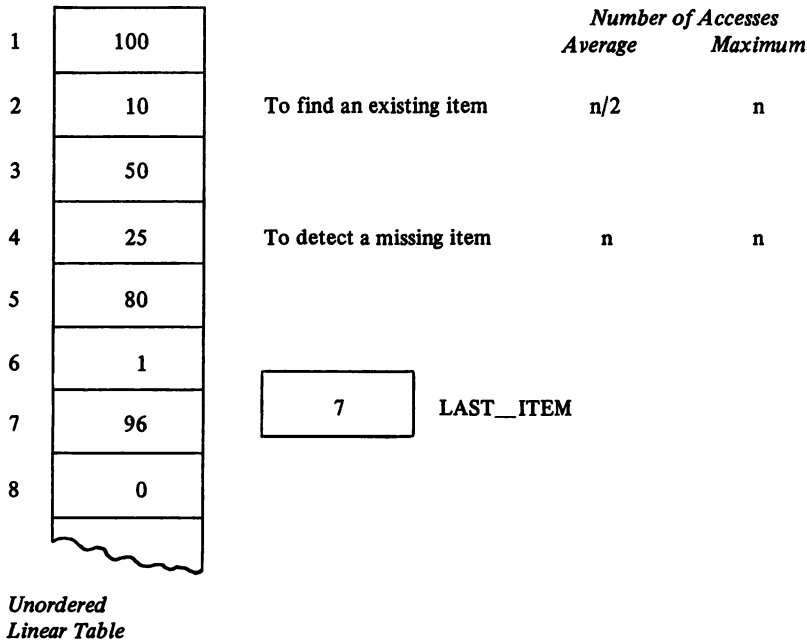 Number of Accesses
Average Maximum
1 100
2 10 To find an existing item n/2 n
3 50
4 25 To detect a missing item n n
5 80
6 1
7 LAST__ITEM
7 96
8 0
Unordered
Linear Table